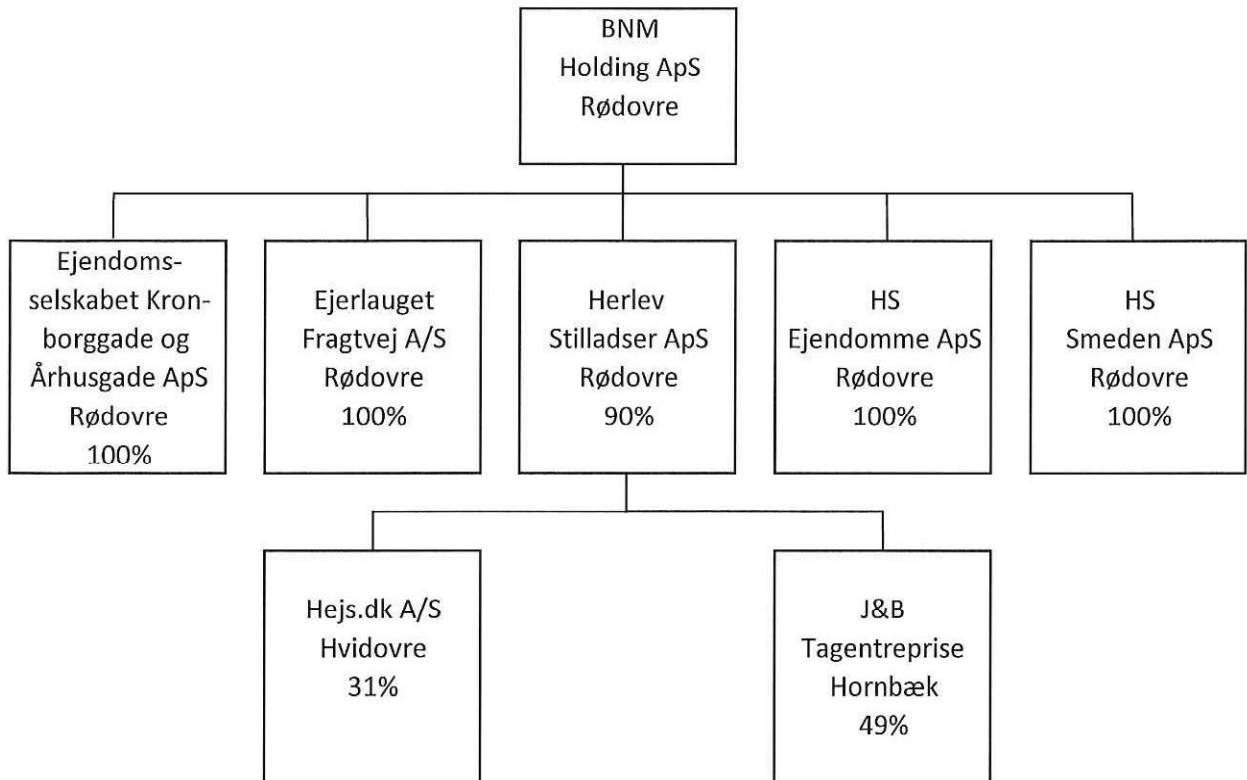 BNM
Holding ApS
Rødovre
Ejendoms-
selskabet Kron-
borggade og
Århusgade ApS
Rødovre
100%
Ejerlauget
Fragtvej A/S
Rødovre
100%
Herlev
Stilladser ApS
Rødovre
90%
HS
Ejendomme ApS
Rødovre
100%
HS
Smeden ApS
Rødovre
100%
Hejs.dk A/S
Hvidovre
31%
J&B
Tagentreprise
Hornbæk
49%